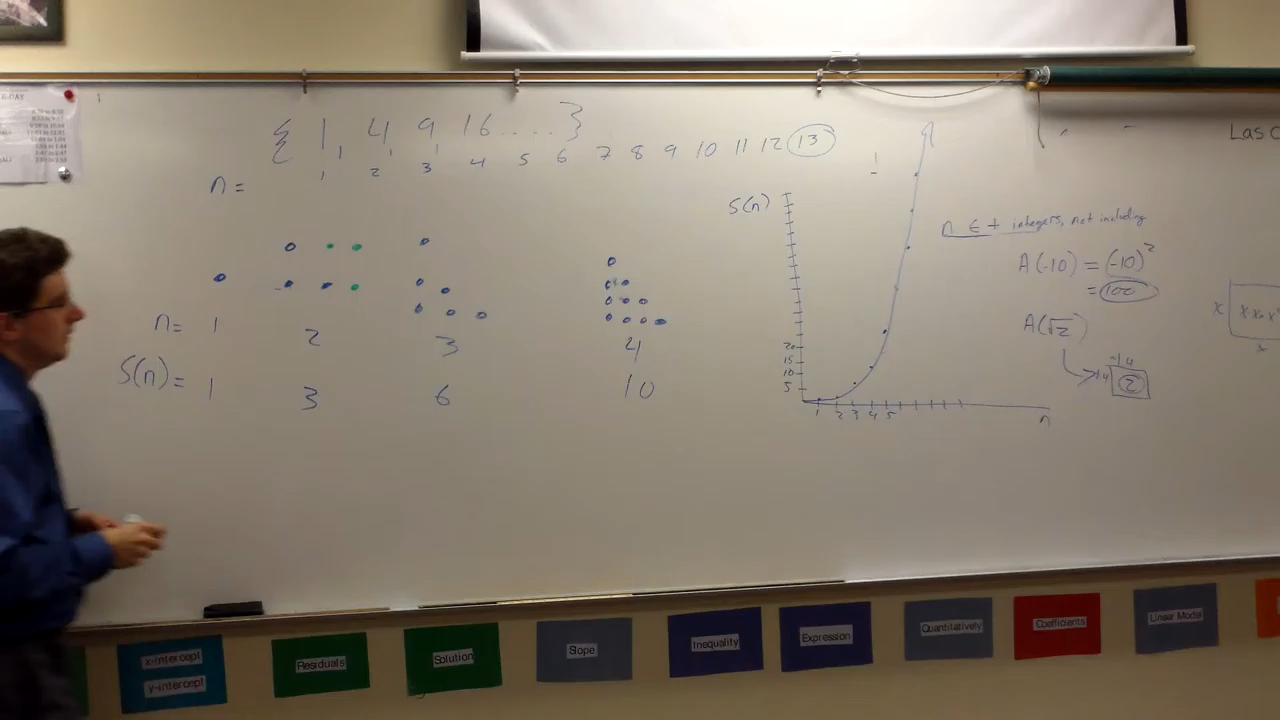 { 1 4 9 16 .... }
n = 1 2 3 4 5 6 7 8 9 10 11 12 13
n = 1 2 3 4
S(n) = 1 3 6 10
S(n)
20
15
10
5
1 2 3 4 5
n
n ∈ + integers, not including
A(-10) = (-10)²
= 100
A(√2)
2
x
x
x-intercept
y-intercept
Residuals
Solution
Slope
Inequality
Expression
Quantitatively
Coefficients
Linear Model